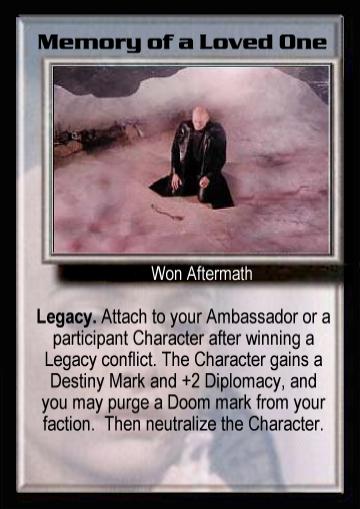 Memory of a Loved One
Won Aftermath
Legacy. Attach to your Ambassador or a
participant Character after winning a
Legacy conflict. The Character gains a
Destiny Mark and +2 Diplomacy, and
you may purge a Doom mark from your
faction. Then neutralize the Character.